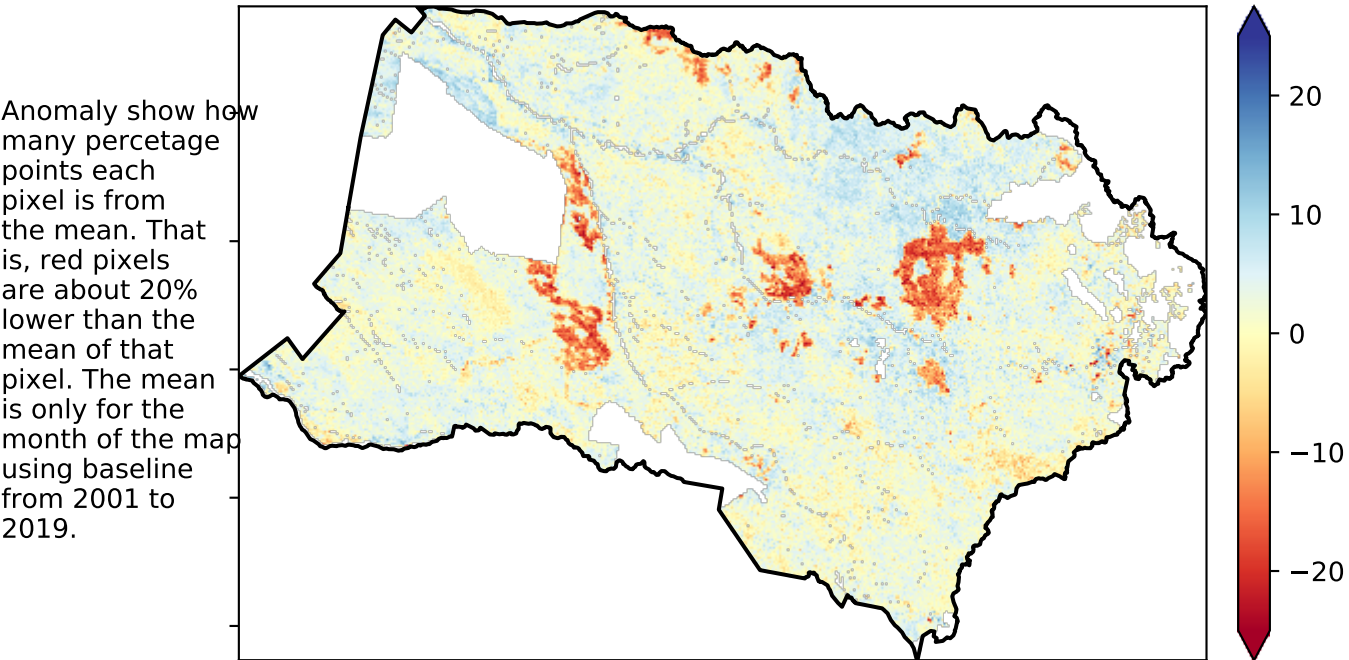 Anomaly show how
many percetage
points each
pixel is from
the mean. That
is, red pixels
are about 20%
lower than the
mean of that
pixel. The mean
is only for the
month of the map
using baseline
from 2001 to
2019.
20
10
0
−10
−20